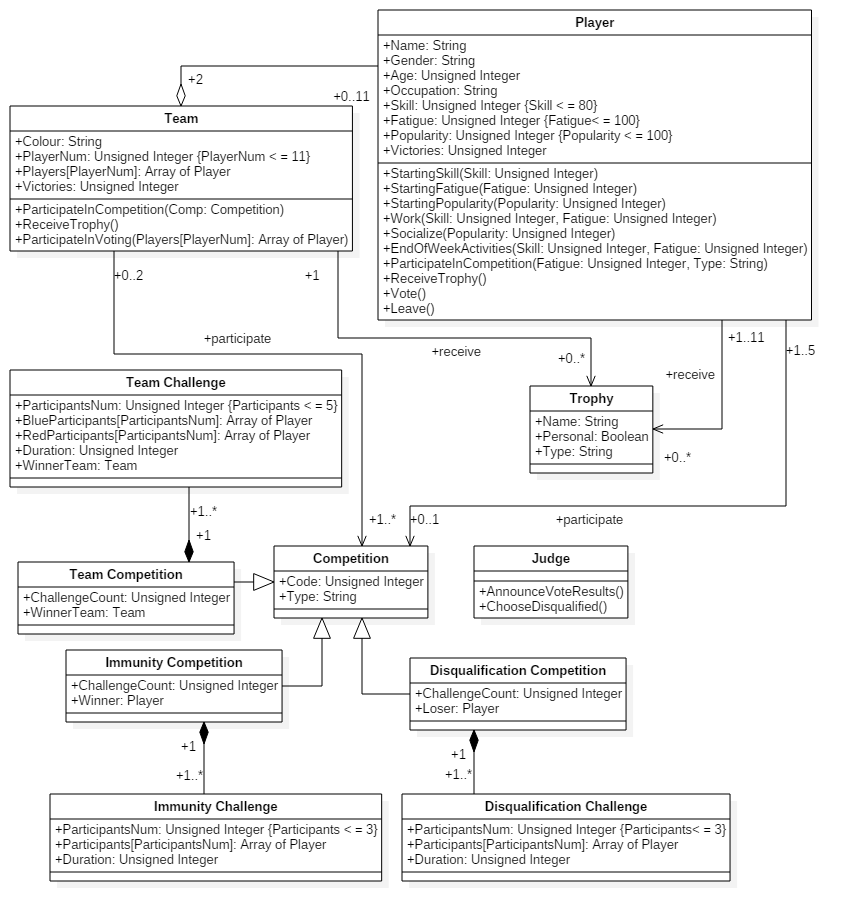 Player
+Name: String
+Gender: String
+Age: Unsigned Integer
+Occupation: String
+Skill: Unsigned Integer {Skill < = 80}
+Fatigue: Unsigned Integer {Fatigue< = 100}
+Popularity: Unsigned Integer {Popularity < = 100}
+Victories: Unsigned Integer
+StartingSkill(Skill: Unsigned Integer)
+StartingFatigue(Fatigue: Unsigned Integer)
+StartingPopularity(Popularity: Unsigned Integer)
+Work(Skill: Unsigned Integer, Fatigue: Unsigned Integer)
+Socialize(Popularity: Unsigned Integer)
+EndOfWeekActivities(Skill: Unsigned Integer, Fatigue: Unsigned Integer)
+ParticipateInCompetition(Fatigue: Unsigned Integer, Type: String)
+ReceiveTrophy()
+Vote()
+Leave()
+2
+0..11
Team
+Colour: String
+PlayerNum: Unsigned Integer {PlayerNum < = 11}
+Players[PlayerNum]: Array of Player
+Victories: Unsigned Integer
+ParticipateInCompetition(Comp: Competition)
+ReceiveTrophy()
+ParticipateInVoting(Players[PlayerNum]: Array of Player)
+0..2
+1
+participate
+receive
+0..*
+1..11
+1..5
+receive
+0..*
Trophy
+Name: String
+Personal: Boolean
+Type: String
Team Challenge
+ParticipantsNum: Unsigned Integer {Participants < = 5}
+BlueParticipants[ParticipantsNum]: Array of Player
+RedParticipants[ParticipantsNum]: Array of Player
+Duration: Unsigned Integer
+WinnerTeam: Team
+1..*
+1
+1..*
+0..1
+participate
Team Competition
+ChallengeCount: Unsigned Integer
+WinnerTeam: Team
Competition
+Code: Unsigned Integer
+Type: String
Judge
+AnnounceVoteResults()
+ChooseDisqualified()
Immunity Competition
+ChallengeCount: Unsigned Integer
+Winner: Player
Disqualification Competition
+ChallengeCount: Unsigned Integer
+Loser: Player
+1
+1..*
+1
+1..*
Immunity Challenge
+ParticipantsNum: Unsigned Integer {Participants < = 3}
+Participants[ParticipantsNum]: Array of Player
+Duration: Unsigned Integer
Disqualification Challenge
+ParticipantsNum: Unsigned Integer {Participants< = 3}
+Participants[ParticipantsNum]: Array of Player
+Duration: Unsigned Integer